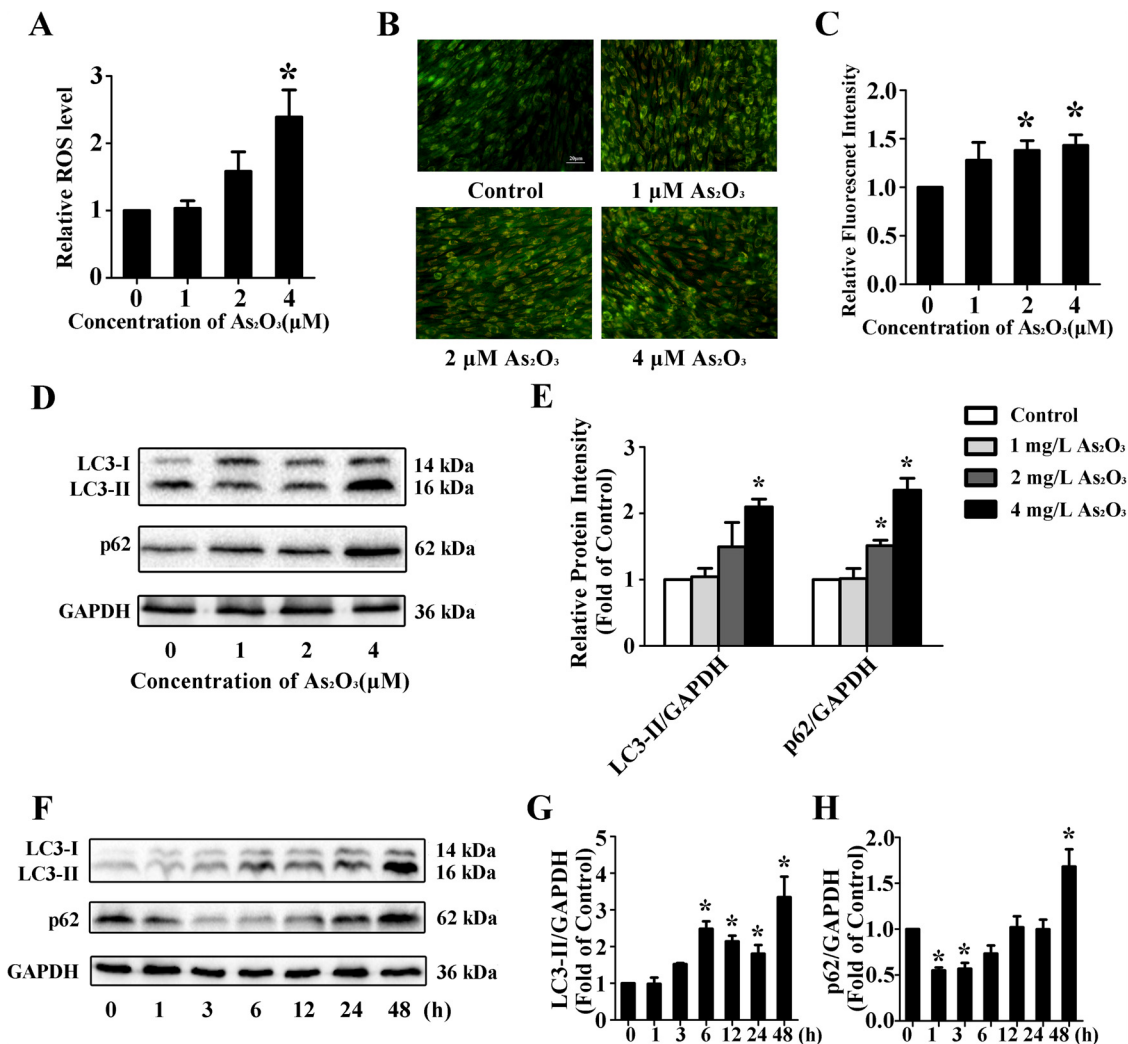 A
Relative ROS level
3
2
1
0
*
0 1 2 4
Concentration of As₂O₃(μM)
B
20μm
Control
1 μM As₂O₃
2 μM As₂O₃
4 μM As₂O₃
C
Relative Fluorescnet Intensity
2.0
1.5
1.0
0.5
0.0
* *
0 1 2 4
Concentration of As₂O₃(μM)
D
LC3-I 14 kDa
LC3-II 16 kDa
p62 62 kDa
GAPDH 36 kDa
0 1 2 4
Concentration of As₂O₃(μM)
E
Relative Protein Intensity
(Fold of Control)
3
2
1
0
* * *
LC3-II/GAPDH
p62/GAPDH
Control
1 mg/L As₂O₃
2 mg/L As₂O₃
4 mg/L As₂O₃
F
LC3-I 14 kDa
LC3-II 16 kDa
p62 62 kDa
GAPDH 36 kDa
0 1 3 6 12 24 48 (h)
G
LC3-II/GAPDH
(Fold of Control)
5
4
3
2
1
0
* * * *
0 1 3 6 12 24 48 (h)
H
p62/GAPDH
(Fold of Control)
2.0
1.5
1.0
0.5
0.0
* * *
0 1 3 6 12 24 48 (h)